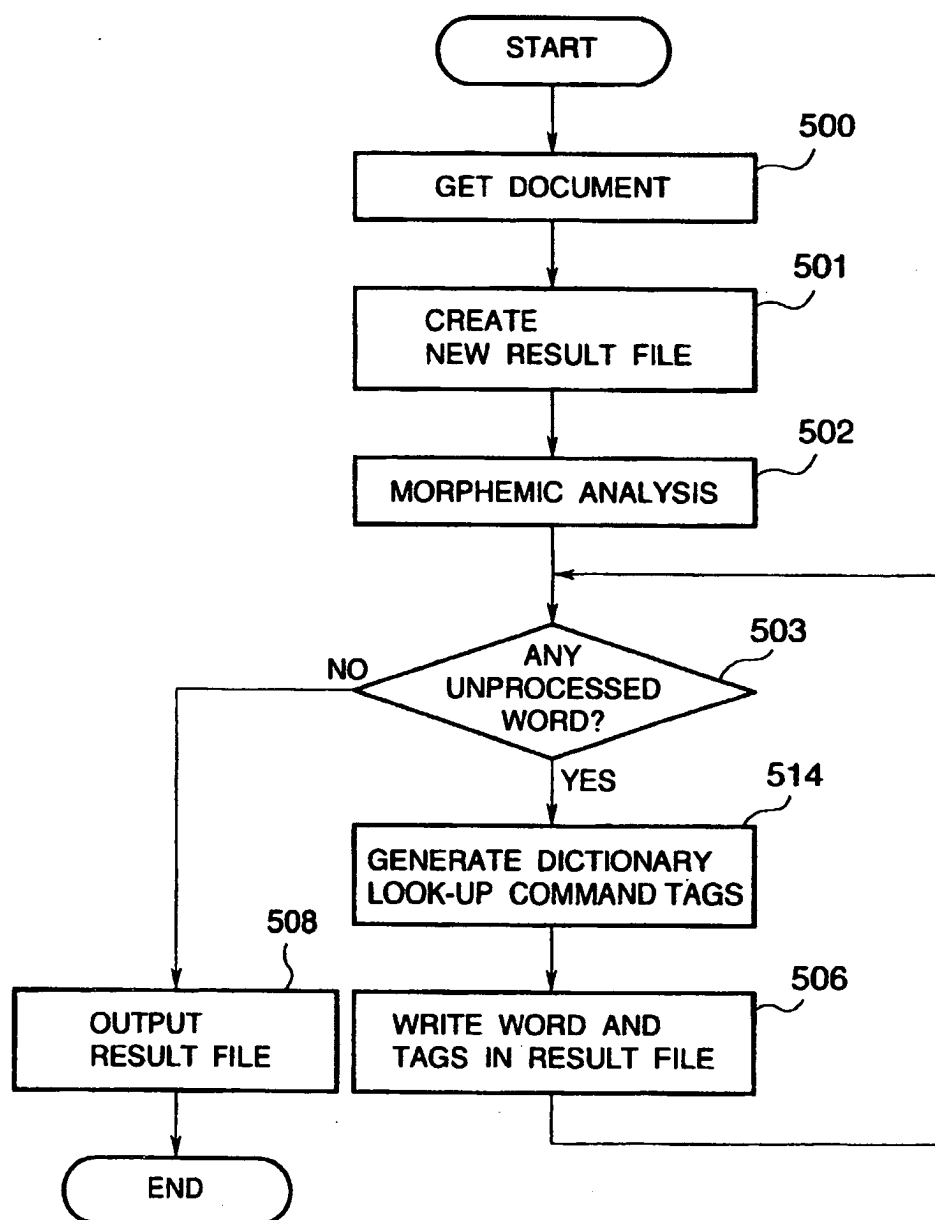 START
500
GET DOCUMENT
501
CREATE
NEW RESULT FILE
502
MORPHEMIC ANALYSIS
503
ANY
UNPROCESSED
WORD?
NO
YES
514
GENERATE DICTIONARY
LOOK-UP COMMAND TAGS
508
OUTPUT
RESULT FILE
506
WRITE WORD AND
TAGS IN RESULT FILE
END